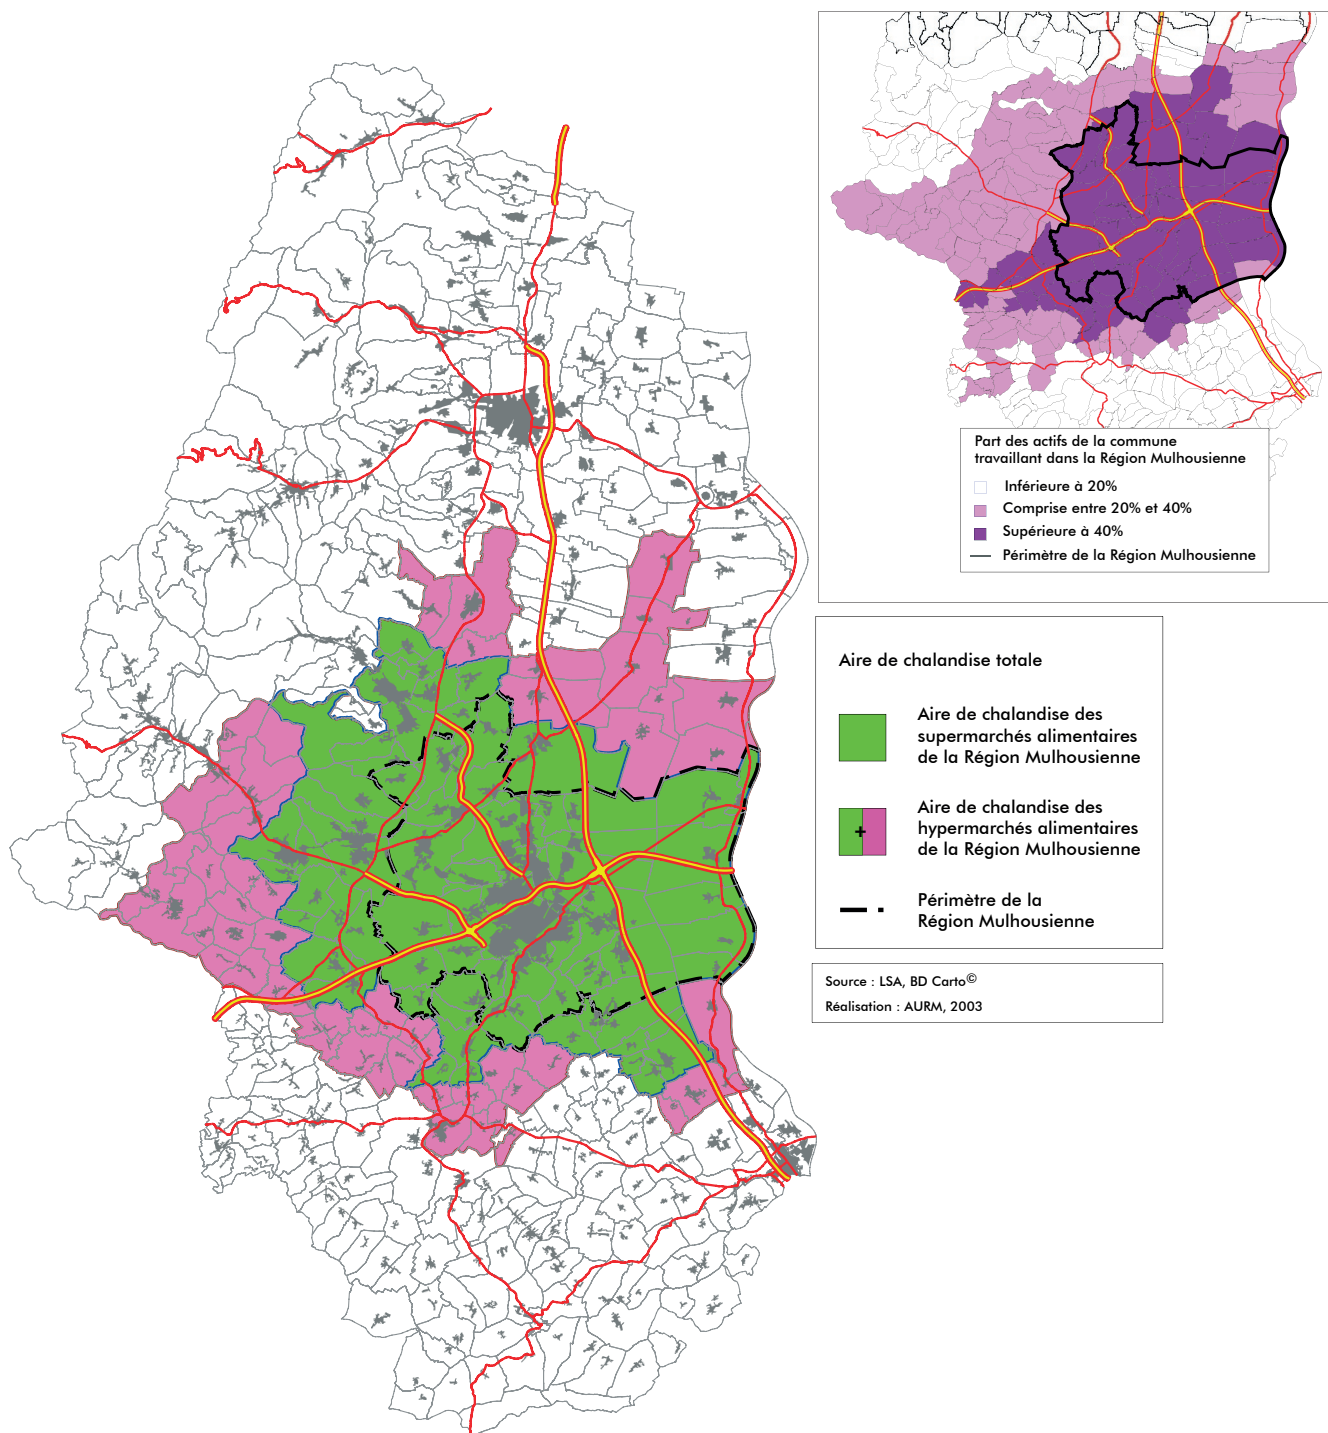 Part des actifs de la commune
travaillant dans la Région Mulhousienne
Inférieure à 20%
Comprise entre 20% et 40%
Supérieure à 40%
Périmètre de la Région Mulhousienne
Aire de chalandise totale
Aire de chalandise des
supermarchés alimentaires
de la Région Mulhousienne
+
Aire de chalandise des
hypermarchés alimentaires
de la Région Mulhousienne
Périmètre de la
Région Mulhousienne
Source : LSA, BD Carto©
Réalisation : AURM, 2003